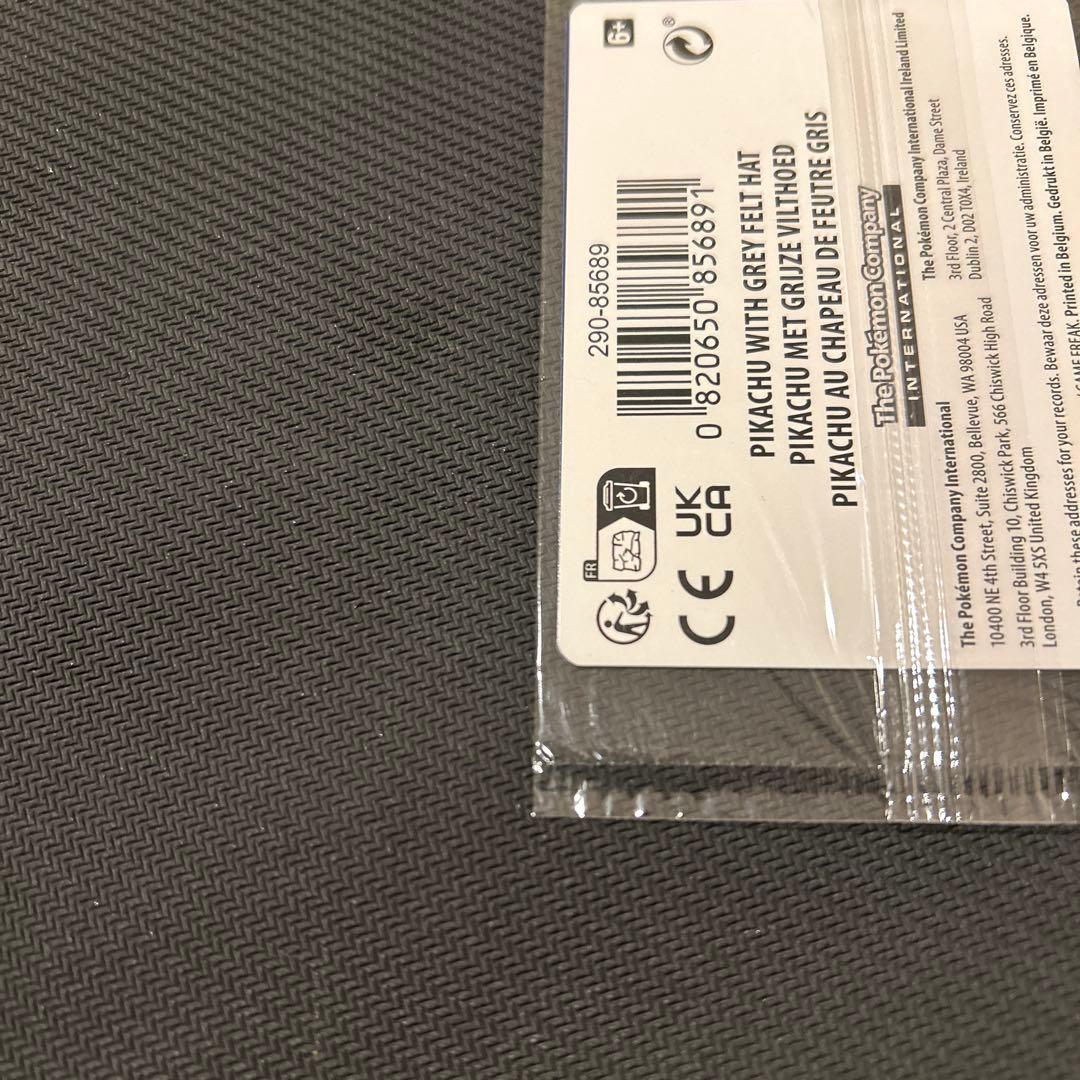 6+
®
290-85689
0 820650 856891
PIKACHU WITH GREY FELT HAT
PIKACHU MET GRIJZE VILTHOED
PIKACHU AU CHAPEAU DE FEUTRE GRIS
FR
CE
UK
CA
The Pokémon Company
INTERNATIONAL
The Pokémon Company International
10400 NE 4th Street, Suite 2800, Bellevue, WA 98004 USA
3rd Floor Building 10, Chiswick Park, 566 Chiswick High Road
London, W4 5XS United Kingdom
The Pokémon Company International Ireland Limited
3rd Floor, 2 Central Plaza, Dame Street
Dublin 2, D02 T0X4, Ireland
these addresses for your records. Bewaar deze adressen voor uw administratie. Conservez ces adresses.
GAME FREAK. Printed in Belgium. Gedrukt in België. Imprimé en Belgique.